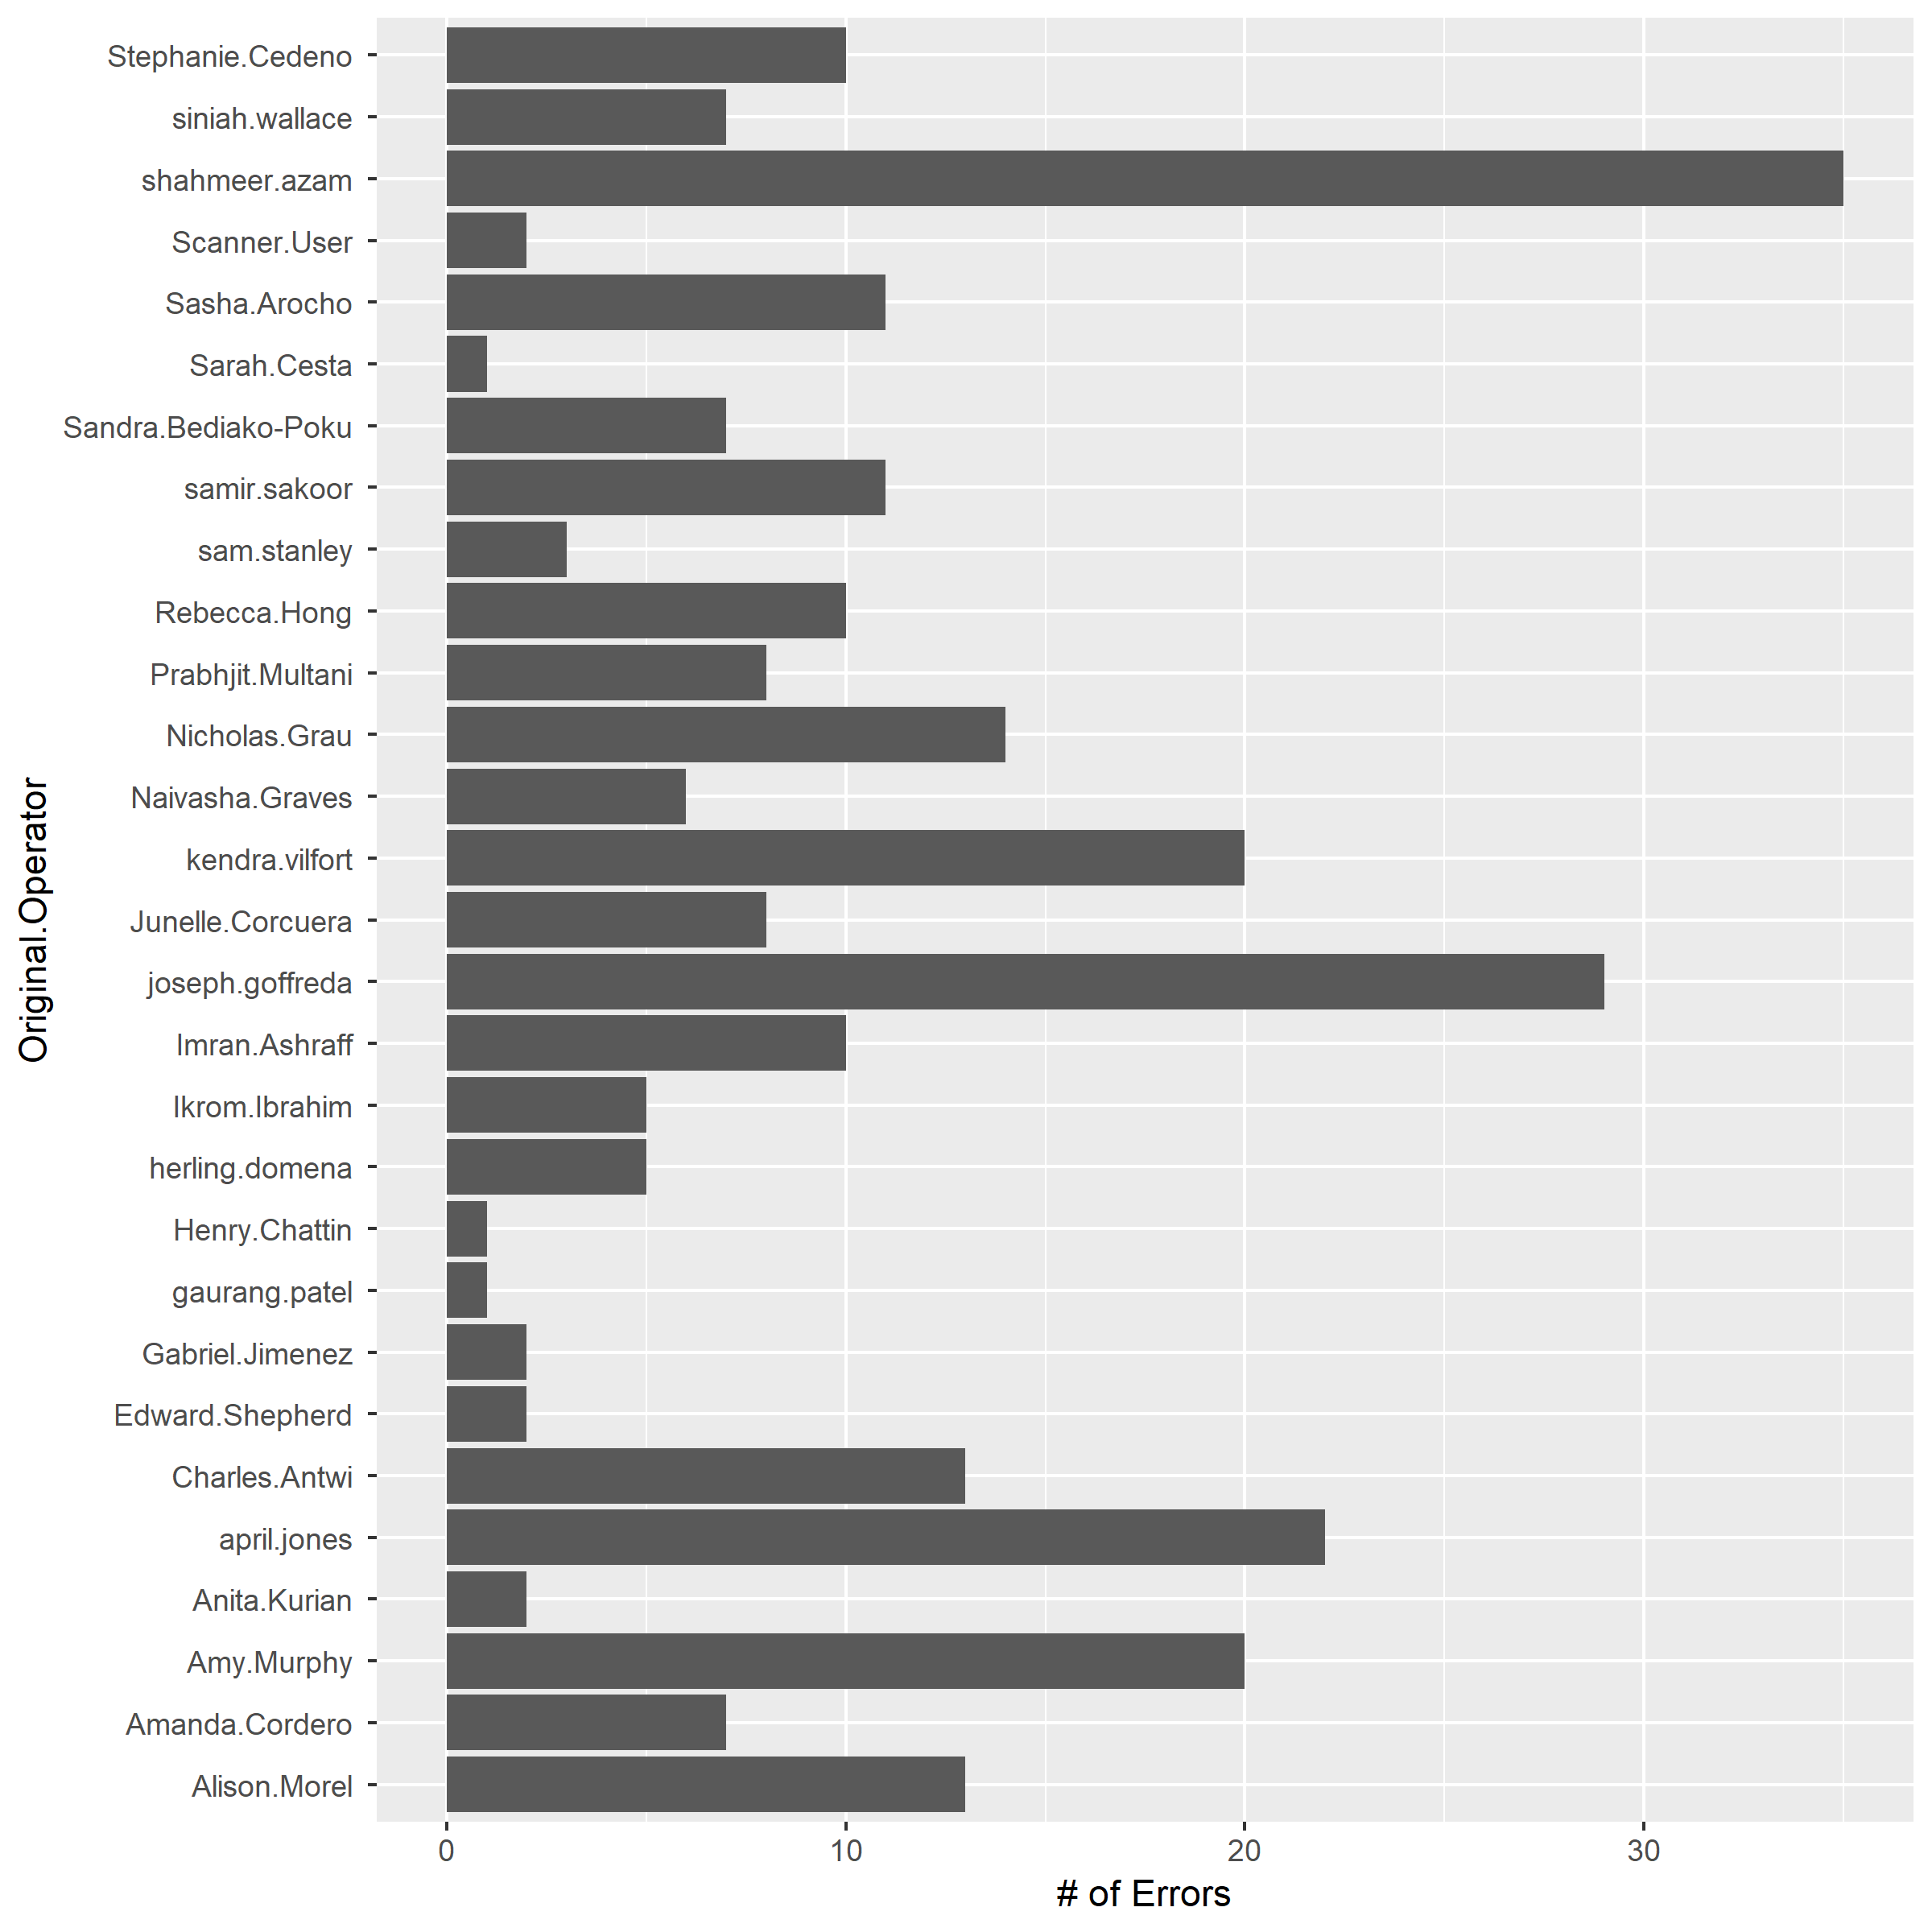 Stephanie.Cedeno
siniah.wallace
shahmeer.azam
Scanner.User
Sasha.Arocho
Sarah.Cesta
Sandra.Bediako-Poku
samir.sakoor
sam.stanley
Rebecca.Hong
Prabhjit.Multani
Nicholas.Grau
Naivasha.Graves
kendra.vilfort
Junelle.Corcuera
joseph.goffreda
Imran.Ashraff
Ikrom.Ibrahim
herling.domena
Henry.Chattin
gaurang.patel
Gabriel.Jimenez
Edward.Shepherd
Charles.Antwi
april.jones
Anita.Kurian
Amy.Murphy
Amanda.Cordero
Alison.Morel
Original.Operator
0 10 20 30
# of Errors